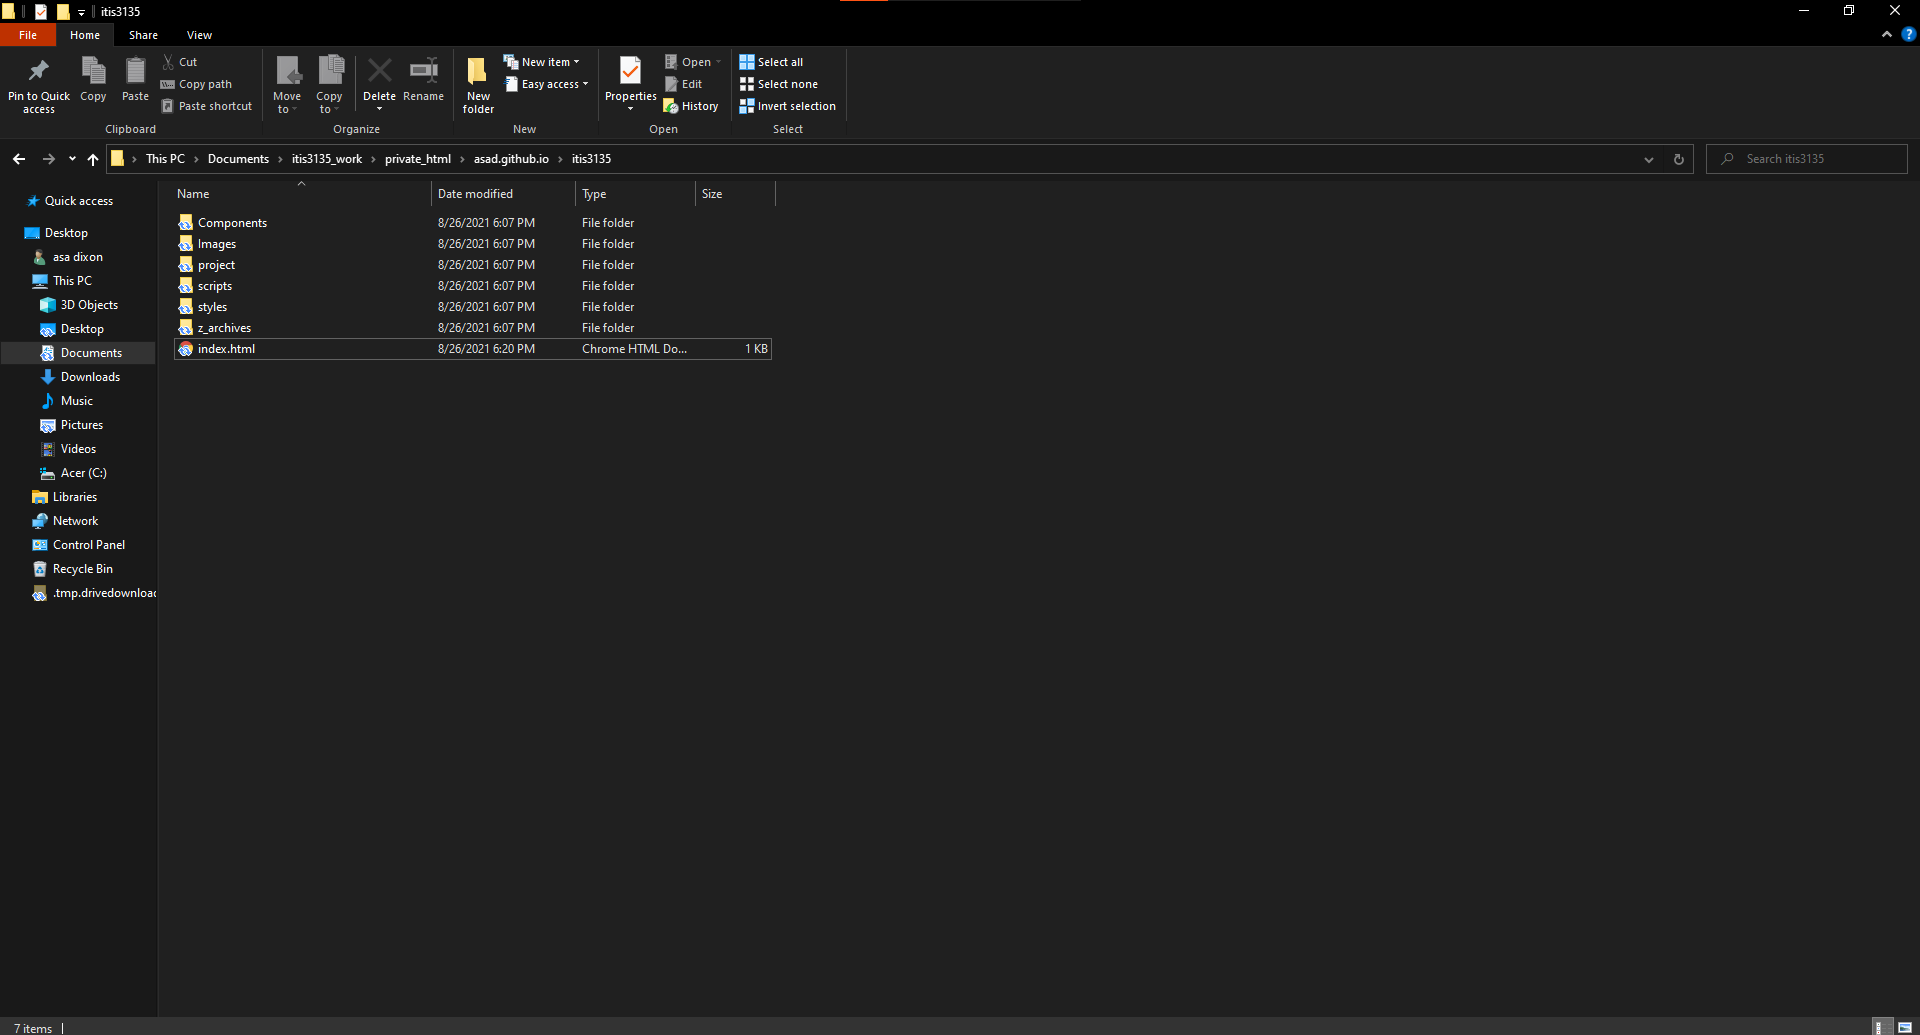 itis3135
File Home Share View
Pin to Quick access
Copy
Paste
Cut
Copy path
Paste shortcut
Clipboard
Move to
Copy to
Delete
Rename
Organize
New folder
New item
Easy access
New
Properties
Open
Edit
History
Open
Select all
Select none
Invert selection
Select
This PC › Documents › itis3135_work › private_html › asad.github.io › itis3135
Search itis3135
Name Date modified Type Size
Components 8/26/2021 6:07 PM File folder
Images 8/26/2021 6:07 PM File folder
project 8/26/2021 6:07 PM File folder
scripts 8/26/2021 6:07 PM File folder
styles 8/26/2021 6:07 PM File folder
z_archives 8/26/2021 6:07 PM File folder
index.html 8/26/2021 6:20 PM Chrome HTML Do... 1 KB
Quick access
Desktop
asa dixon
This PC
3D Objects
Desktop
Documents
Downloads
Music
Pictures
Videos
Acer (C:)
Libraries
Network
Control Panel
Recycle Bin
.tmp.drivedownload
7 items